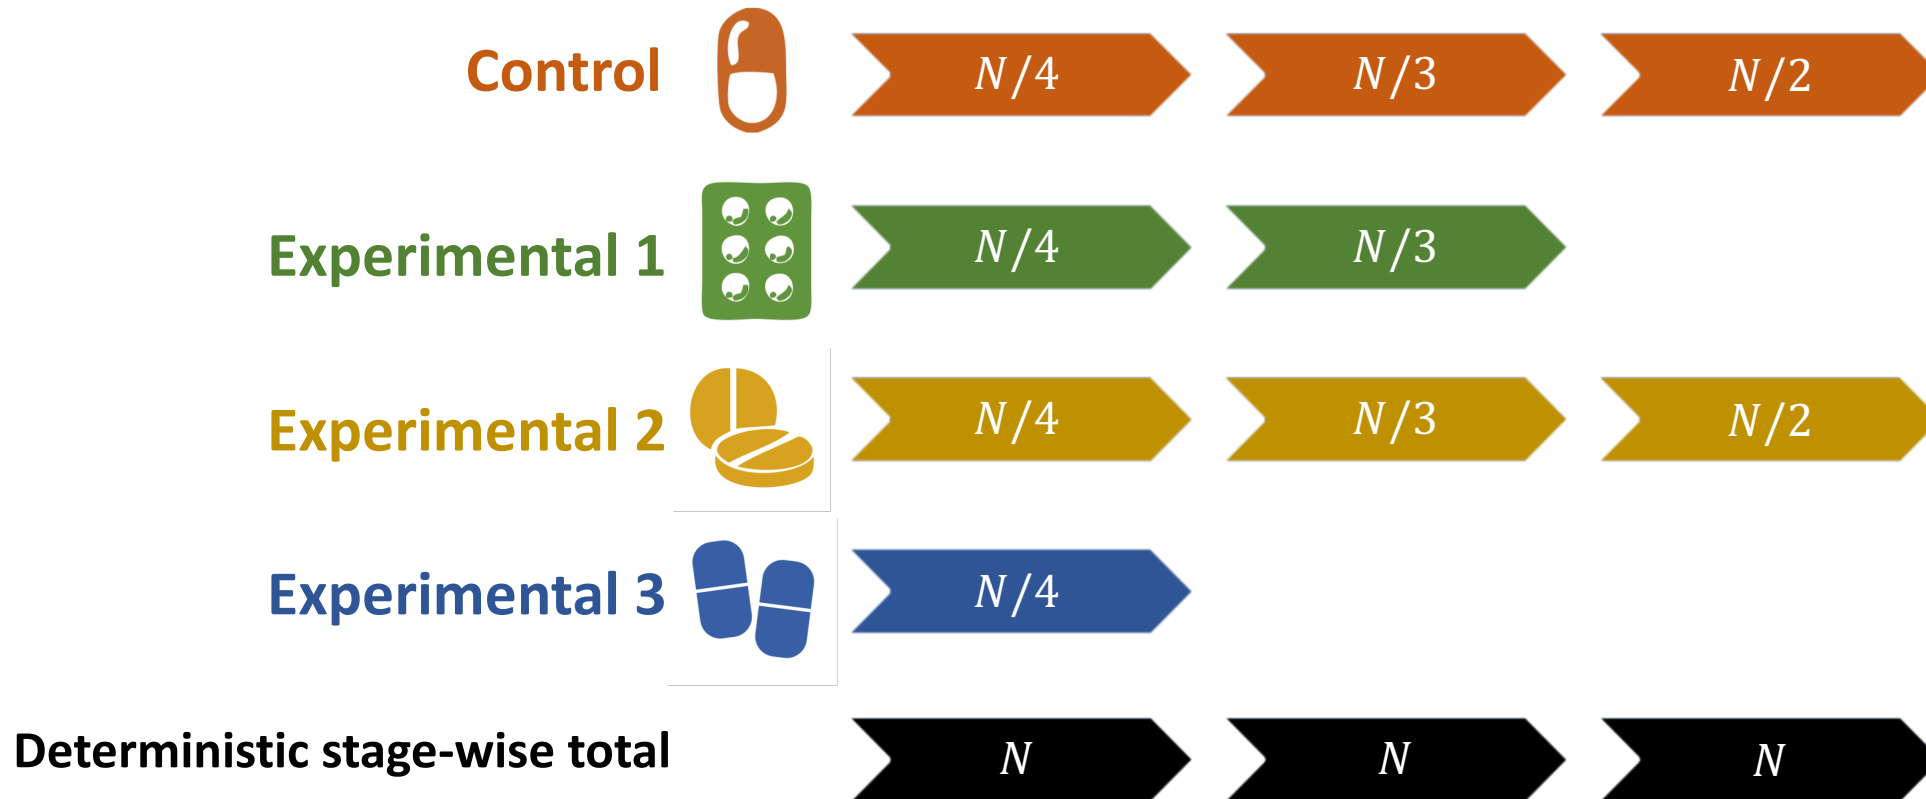 Control N/4 N/3 N/2
Experimental 1 N/4 N/3
Experimental 2 N/4 N/3 N/2
Experimental 3 N/4
Deterministic stage-wise total N N N